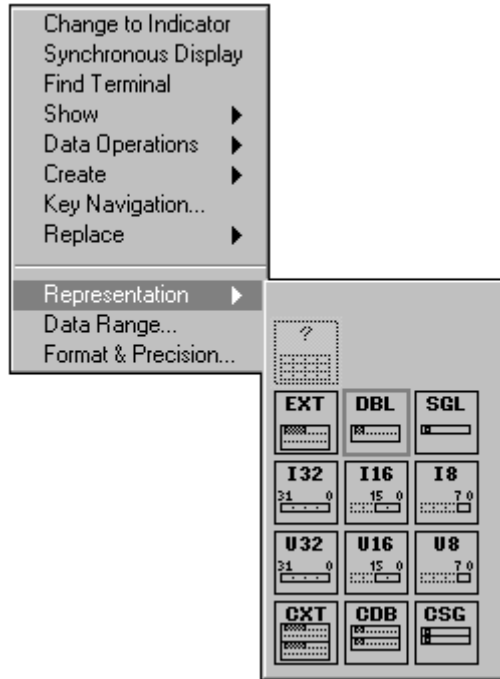 Change to Indicator
Synchronous Display
Find Terminal
Show
Data Operations
Create
Key Navigation...
Replace
Representation
Data Range...
Format & Precision...
?
EXT DBL SGL
I32 I16 I8
31 0 15 0 7 0
U32 U16 U8
31 0 15 0 7 0
CXT CDB CSG